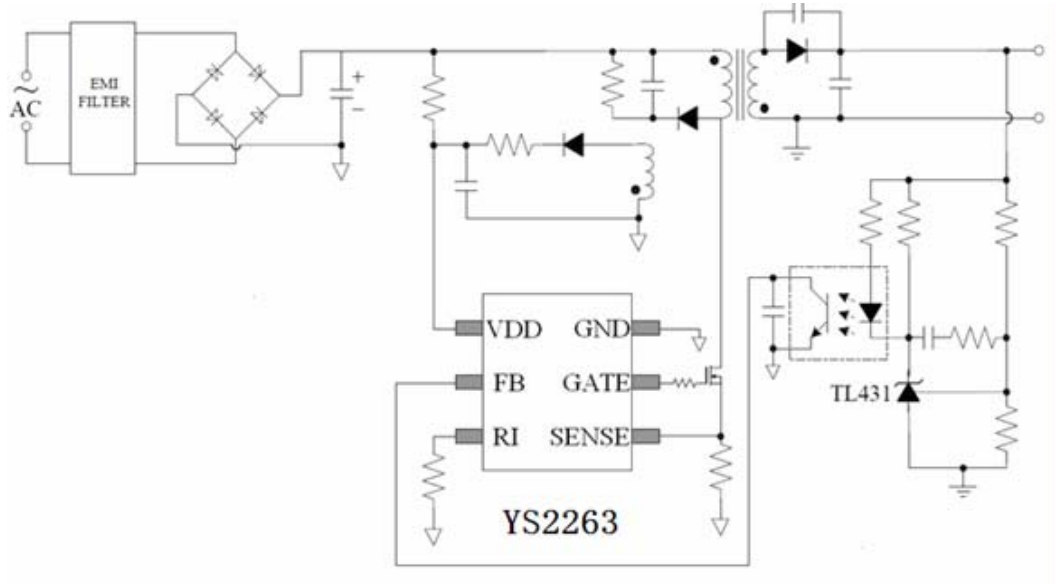 EMI
FILTER
~
AC
+
−
VDD GND
FB GATE
RI SENSE
YS2263
TL431